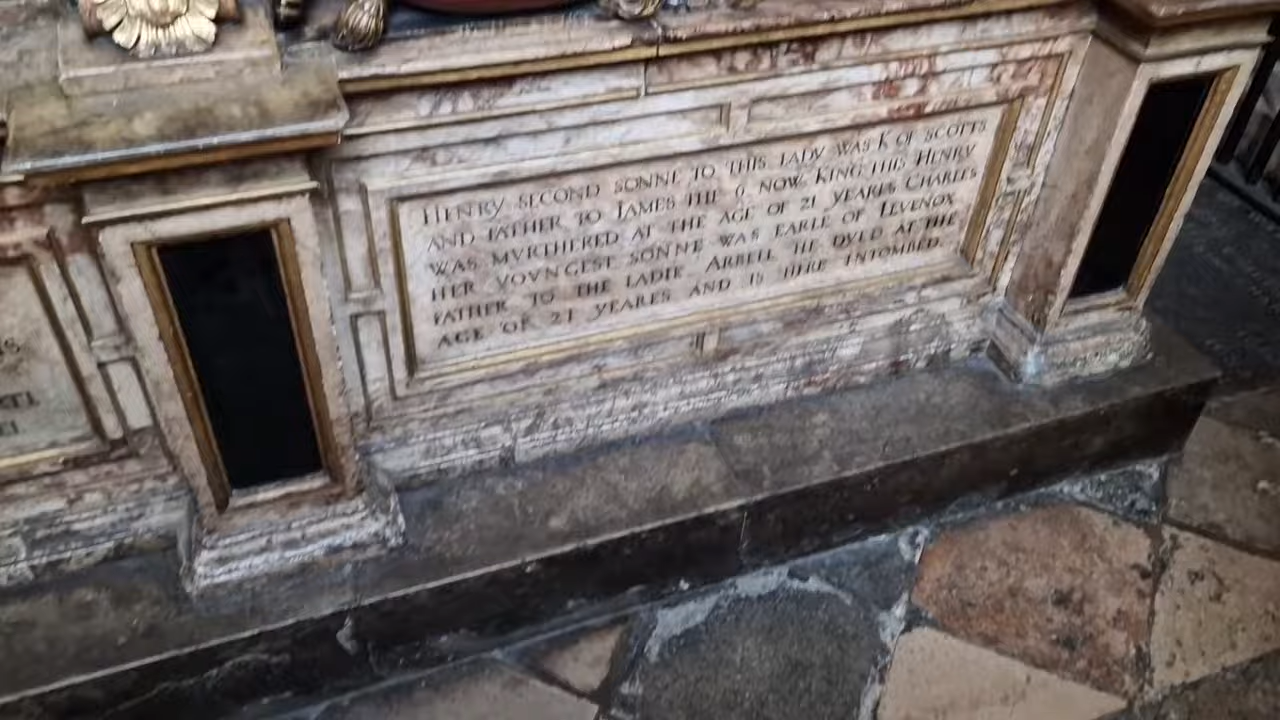 HENRY SECOND SONNE TO THIS LADY WAS K OF SCOTTS
AND FATHER TO IAMES THE 6 NOW KING THIS HENRY
WAS MVRTHERED AT THE AGE OF 21 YEARES CHARLES
HER YOVNGEST SONNE WAS EARLE OF LEVENOX
FATHER TO THE LADIE ARBELL HE DYED AT THE
AGE OF 21 YEARES AND IS HERE INTOMBED